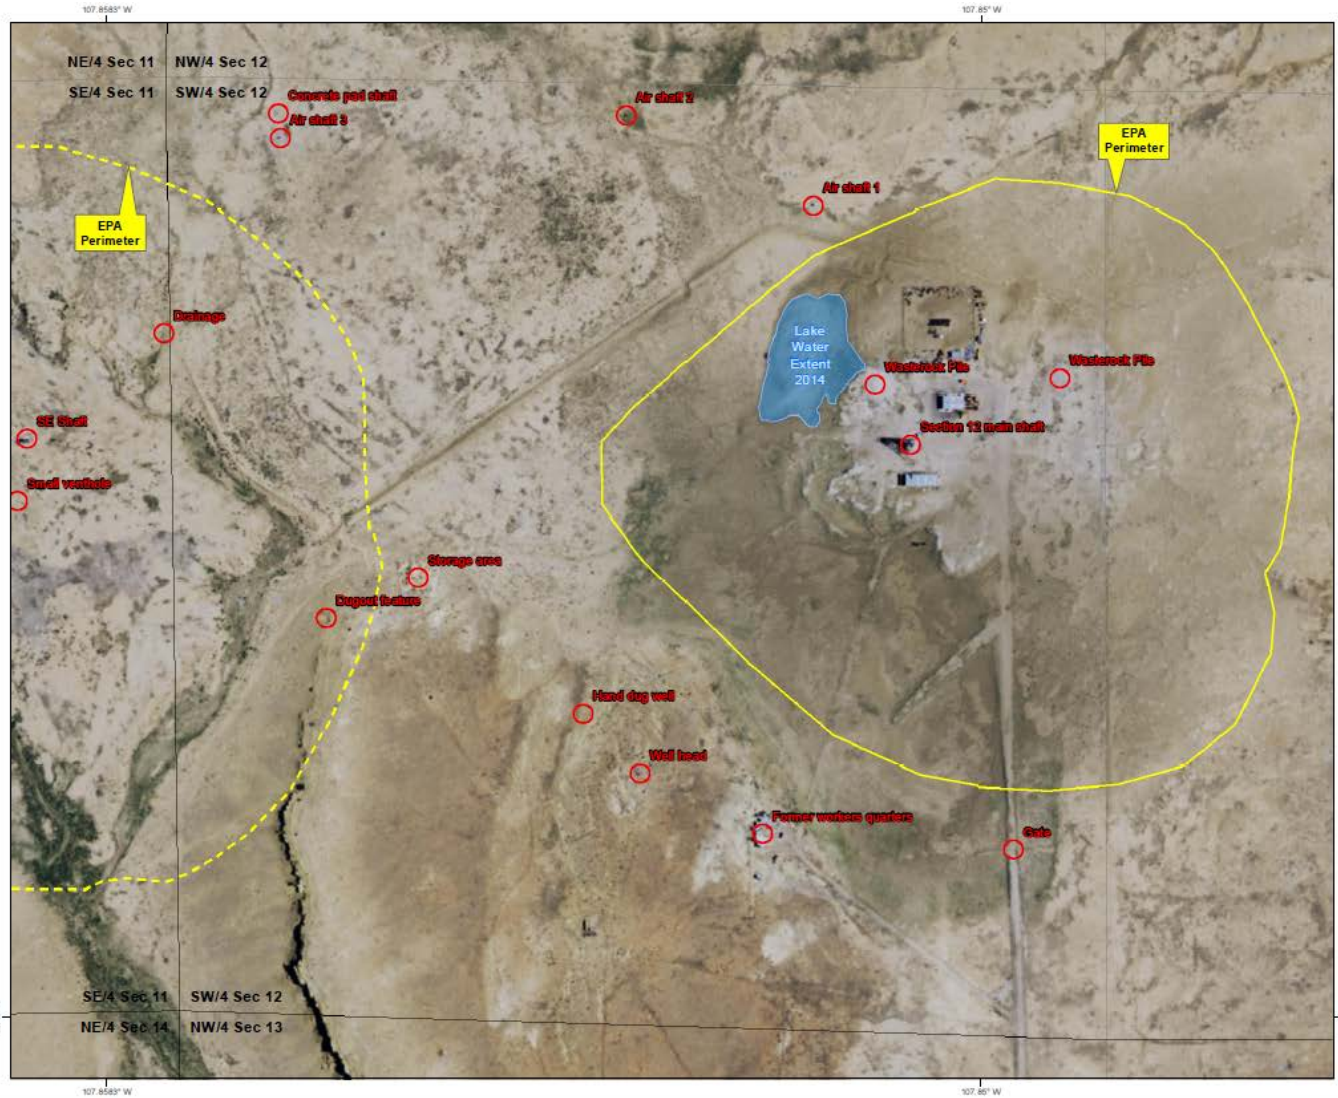 107.8583° W 107.85° W
NE/4 Sec 11 NW/4 Sec 12
SE/4 Sec 11 SW/4 Sec 12
Concrete pad shaft
Air shaft 2
Air shaft 3
EPA
Perimeter
Air shaft 1
EPA
Perimeter
Drainage
Lake
Water
Extent
2014
Wasterock Pile
Wasterock Pile
SE Shaft
Section 12 main shaft
Small venthole
Storage area
Dugout feature
Hand dug well
Well head
Former workers quarters
Gate
SE/4 Sec 11 SW/4 Sec 12
NE/4 Sec 14 NW/4 Sec 13
107.8583° W 107.85° W